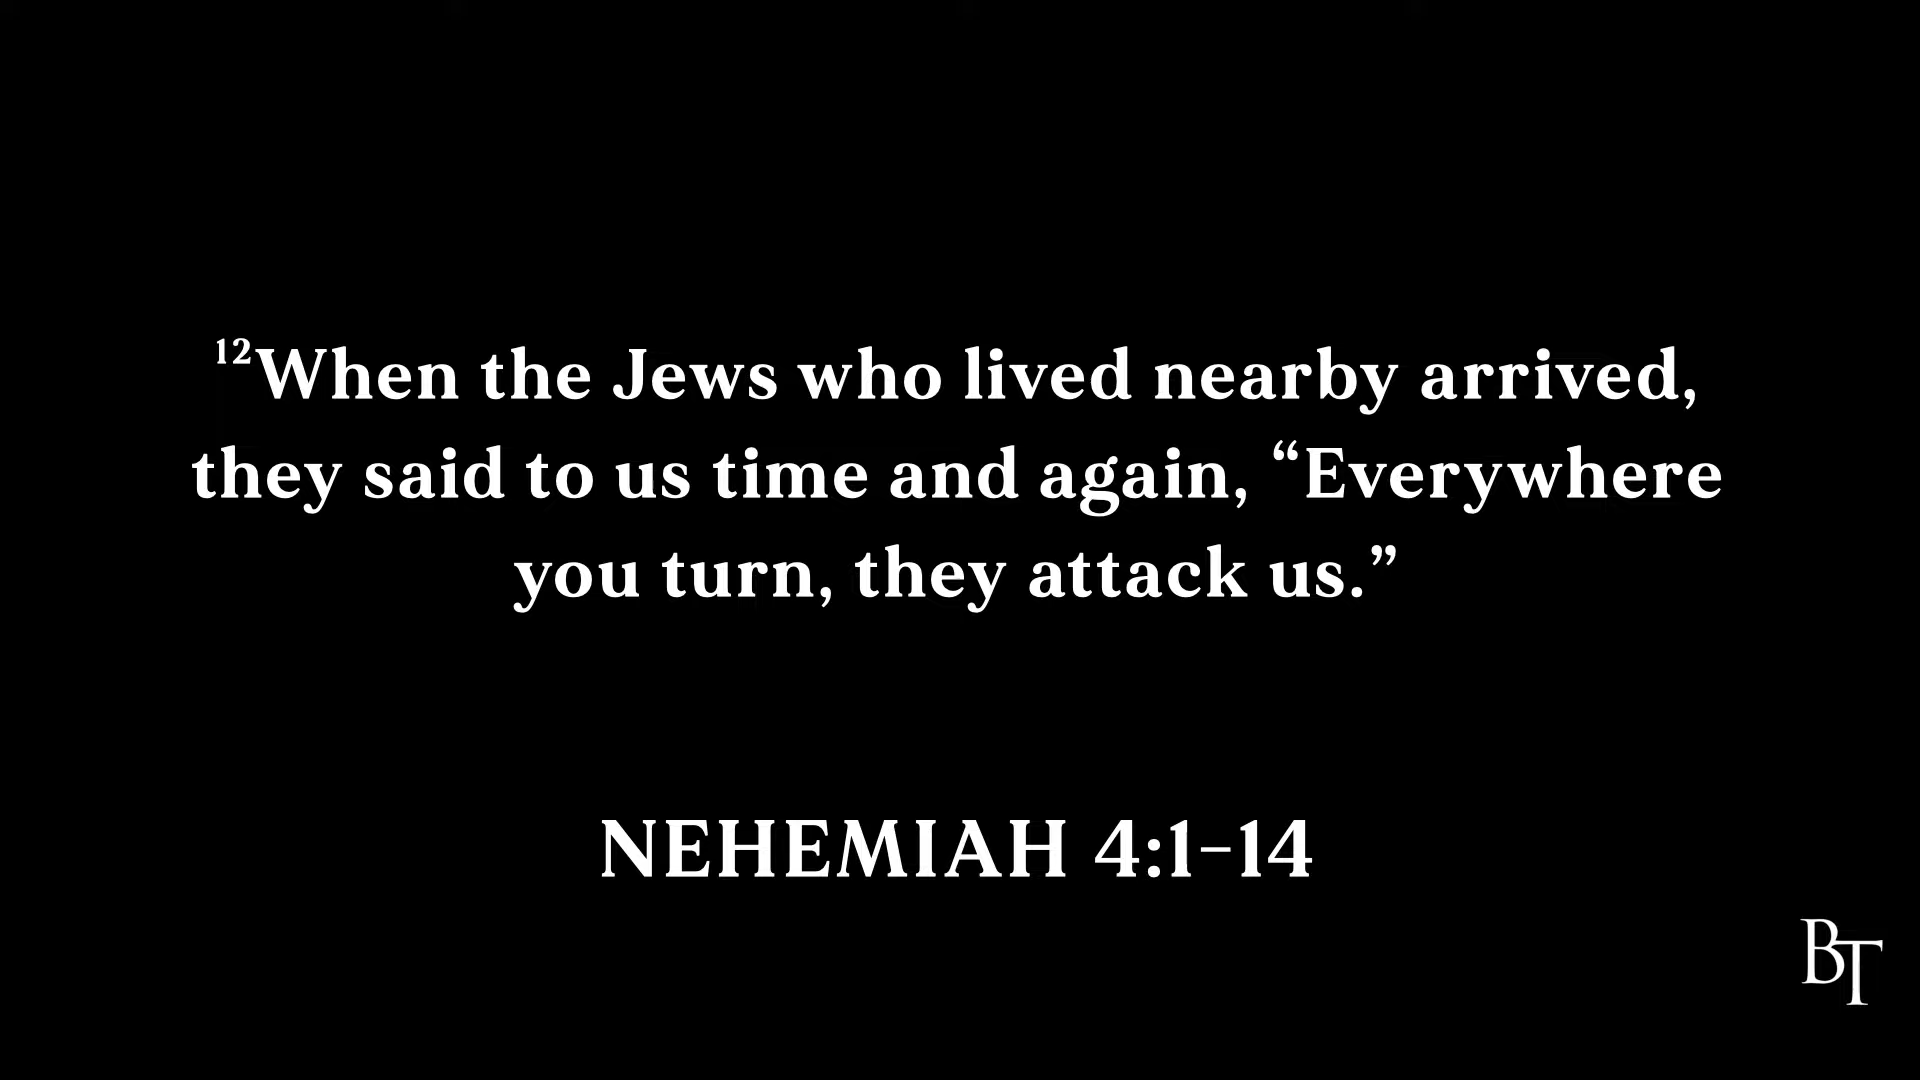 ¹²When the Jews who lived nearby arrived,
they said to us time and again, “Everywhere
you turn, they attack us.”
NEHEMIAH 4:1–14
BT